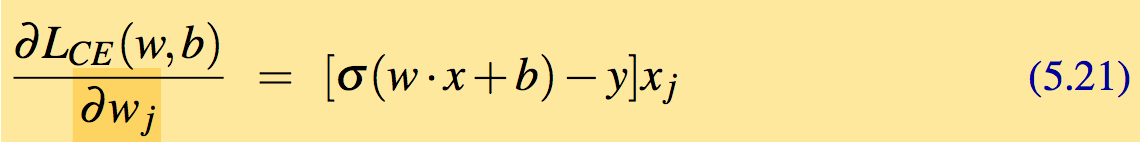 ∂L_CE(w,b)
∂w_j
= [σ(w·x+b)−y]x_j (5.21)